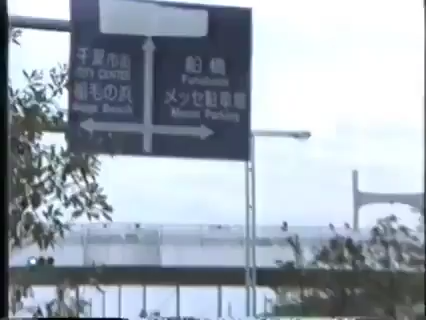 千葉市街
CITY CENTER
稲毛の浜
Inage Beach
船橋
Funabashi
メッセ駐車場
Messe Parking